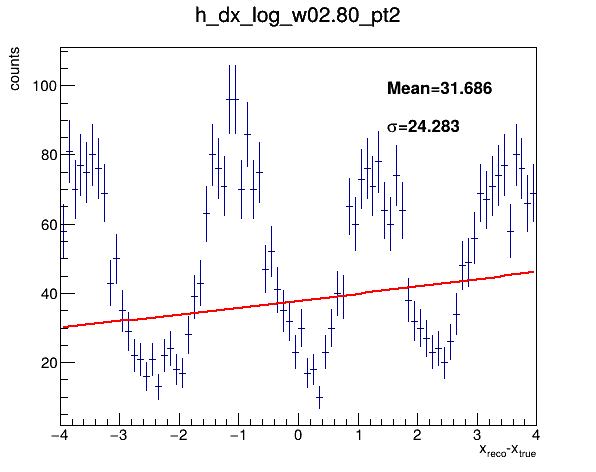 h_dx_log_w02.80_pt2
counts
Mean=31.686
σ=24.283
100
80
60
40
20
−4 −3 −2 −1 0 1 2 3 4
x_reco-x_true